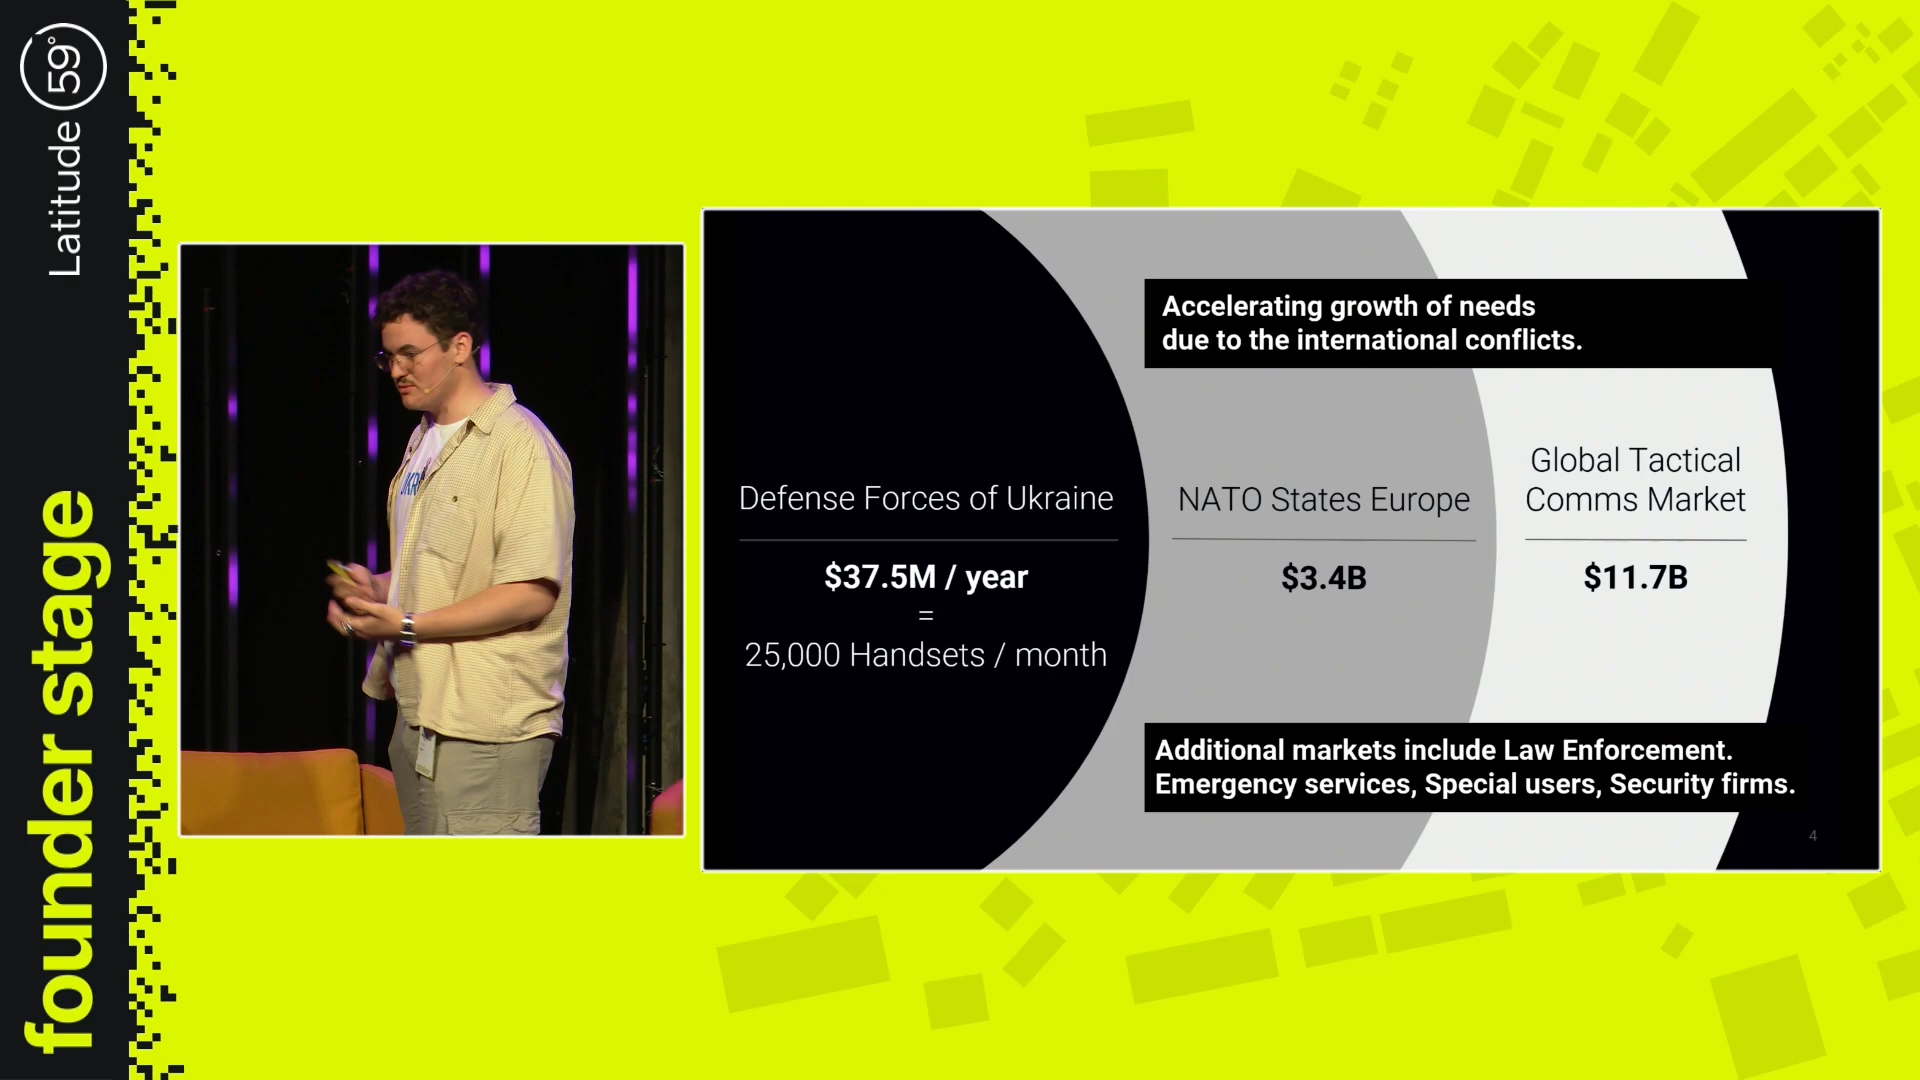 Latitude 59°
founder stage
UKR
Accelerating growth of needs
due to the international conflicts.
Defense Forces of Ukraine
$37.5M / year
=
25,000 Handsets / month
NATO States Europe
$3.4B
Global Tactical
Comms Market
$11.7B
Additional markets include Law Enforcement.
Emergency services, Special users, Security firms.
4